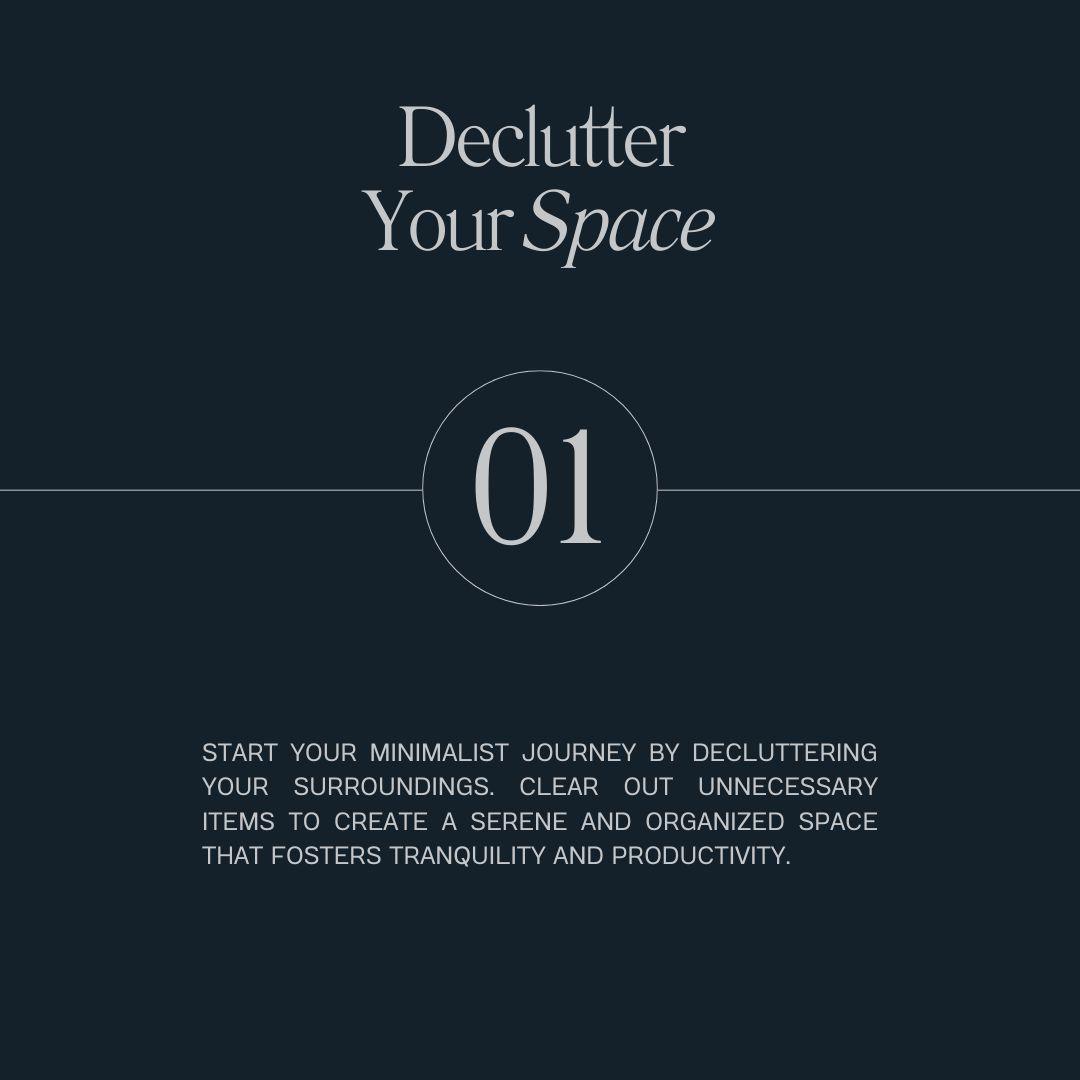 Declutter
Your Space
01
START YOUR MINIMALIST JOURNEY BY DECLUTTERING
YOUR SURROUNDINGS. CLEAR OUT UNNECESSARY
ITEMS TO CREATE A SERENE AND ORGANIZED SPACE
THAT FOSTERS TRANQUILITY AND PRODUCTIVITY.